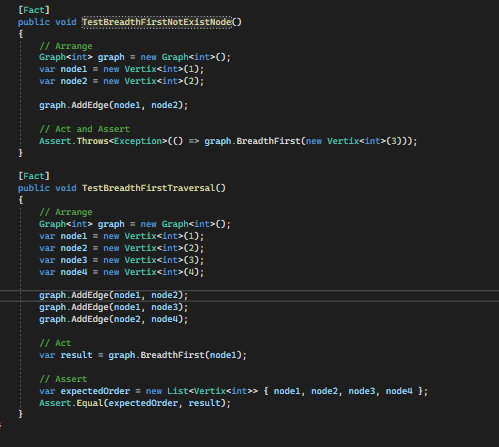 [Fact]
public void TestBreadthFirstNotExistNode()
{
// Arrange
Graph<int> graph = new Graph<int>();
var node1 = new Vertix<int>(1);
var node2 = new Vertix<int>(2);
graph.AddEdge(node1, node2);
// Act and Assert
Assert.Throws<Exception>(() => graph.BreadthFirst(new Vertix<int>(3)));
}
[Fact]
public void TestBreadthFirstTraversal()
{
// Arrange
Graph<int> graph = new Graph<int>();
var node1 = new Vertix<int>(1);
var node2 = new Vertix<int>(2);
var node3 = new Vertix<int>(3);
var node4 = new Vertix<int>(4);
graph.AddEdge(node1, node2);
graph.AddEdge(node1, node3);
graph.AddEdge(node2, node4);
// Act
var result = graph.BreadthFirst(node1);
// Assert
var expectedOrder = new List<Vertix<int>> { node1, node2, node3, node4 };
Assert.Equal(expectedOrder, result);
}
}